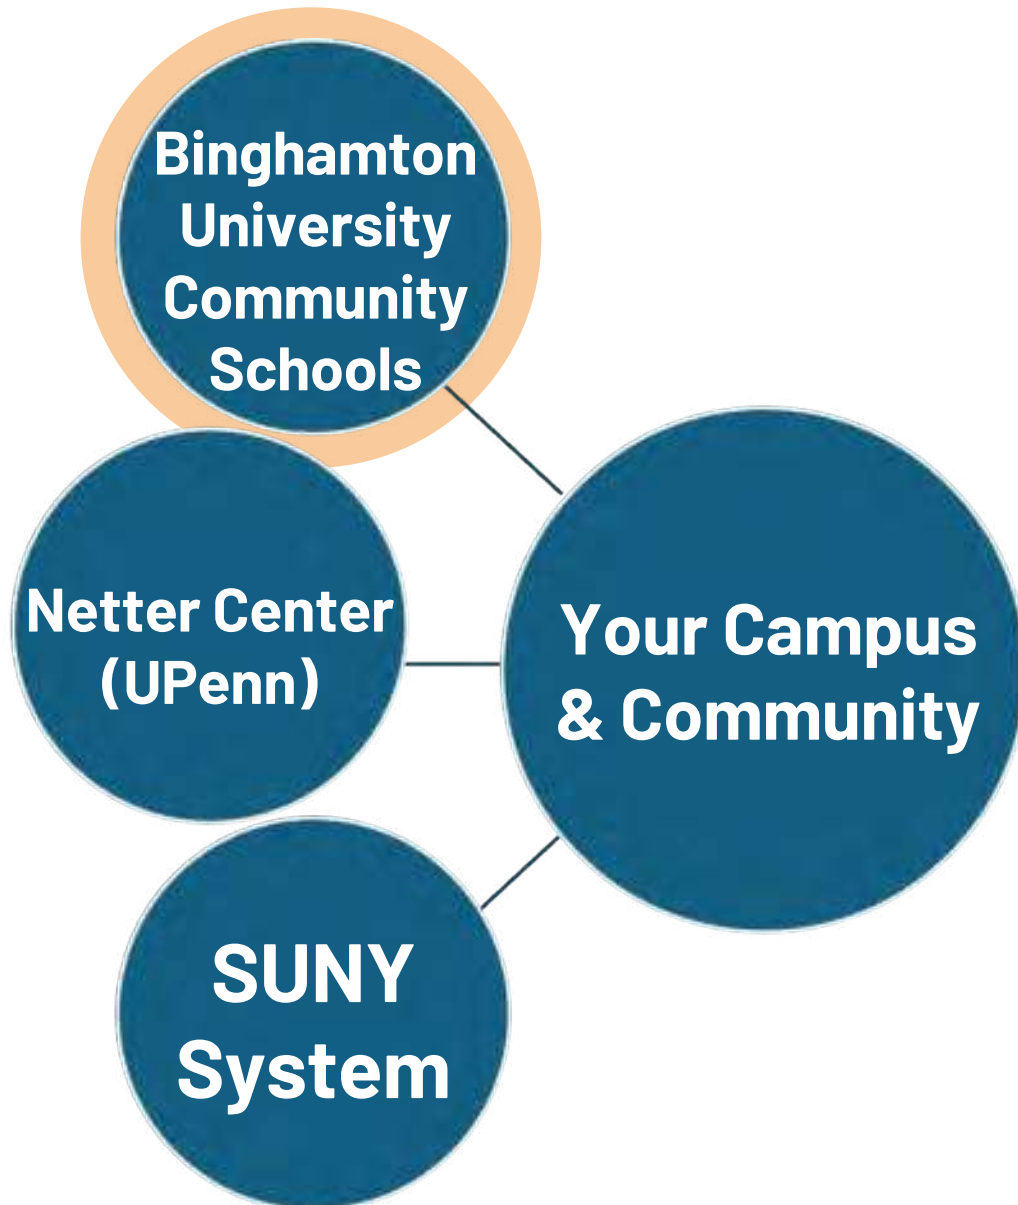 Binghamton
University
Community
Schools
Netter Center
(UPenn)
Your Campus
& Community
SUNY
System